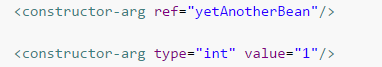 <constructor-arg ref="yetAnotherBean"/>
<constructor-arg type="int" value="1"/>